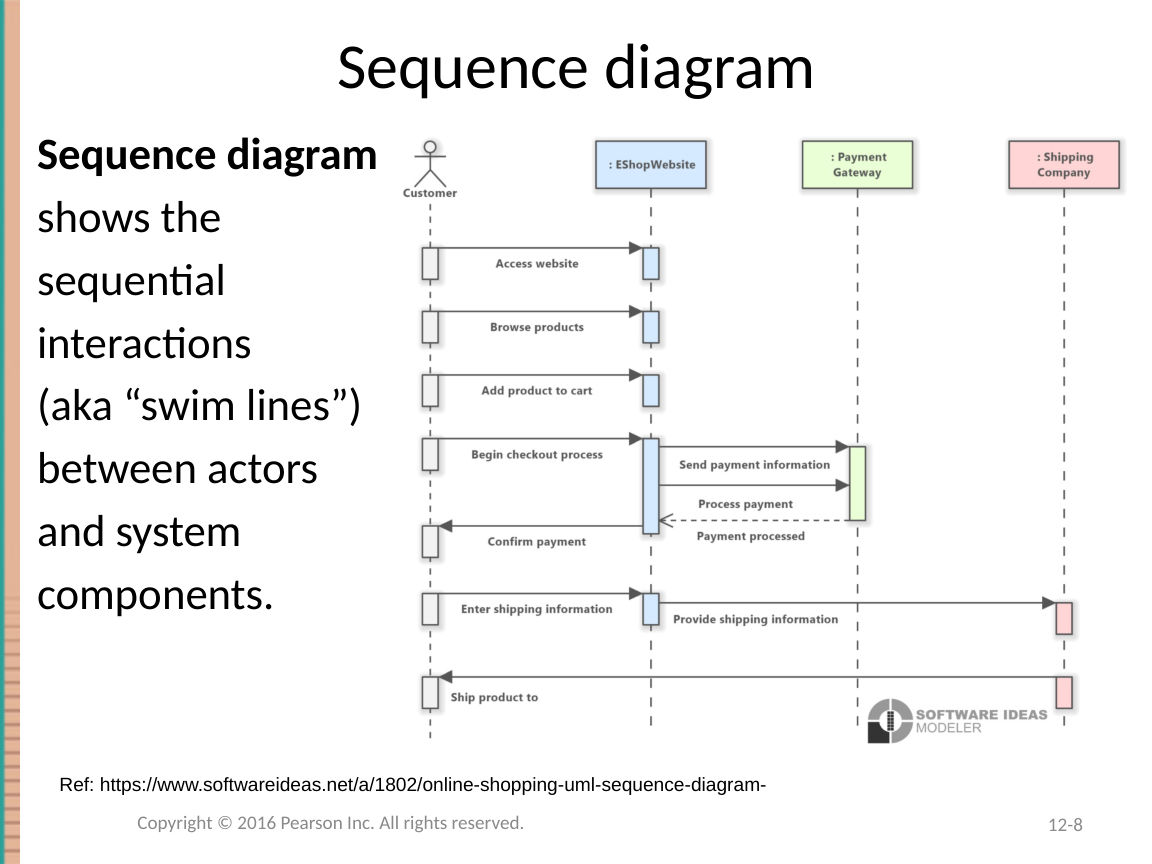 Sequence diagram
Sequence diagram
shows the
sequential
interactions
(aka “swim lines”)
between actors
and system
components.
Customer
: EShopWebsite
: Payment
Gateway
: Shipping
Company
Access website
Browse products
Add product to cart
Begin checkout process
Send payment information
Process payment
Payment processed
Confirm payment
Enter shipping information
Provide shipping information
Ship product to
SOFTWARE IDEAS
MODELER
Ref: https://www.softwareideas.net/a/1802/online-shopping-uml-sequence-diagram-
Copyright © 2016 Pearson Inc. All rights reserved.
12-8